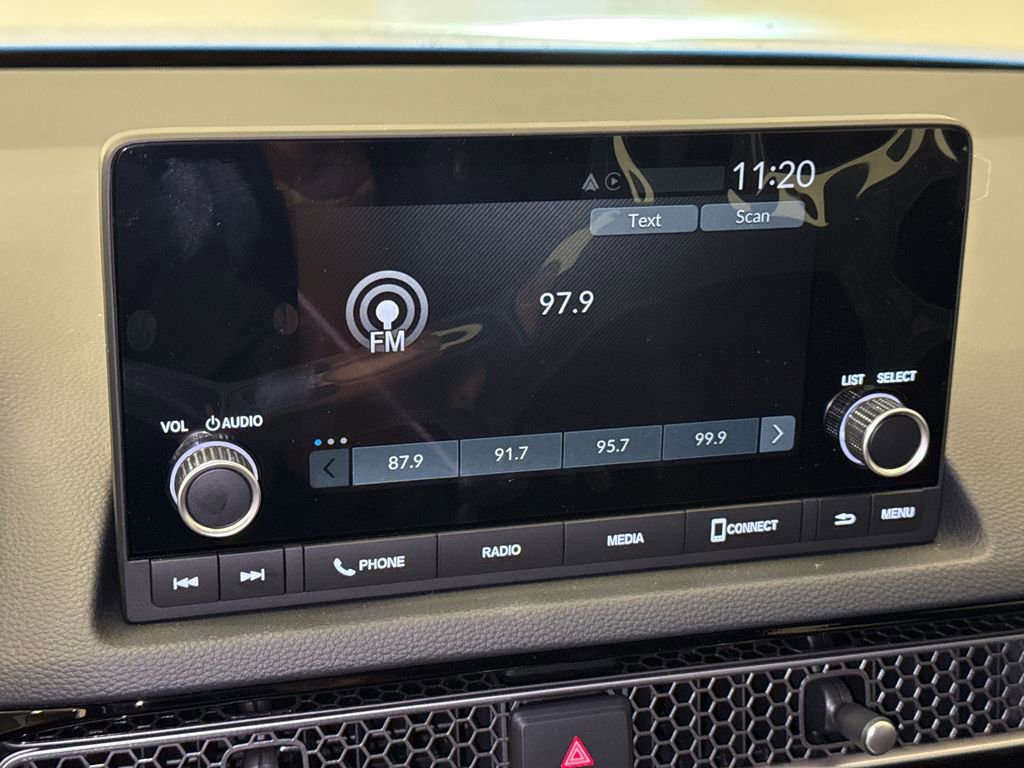 11:20
Text Scan
97.9
FM
LIST SELECT
VOL AUDIO
87.9 91.7 95.7 99.9
PHONE RADIO MEDIA CONNECT MENU